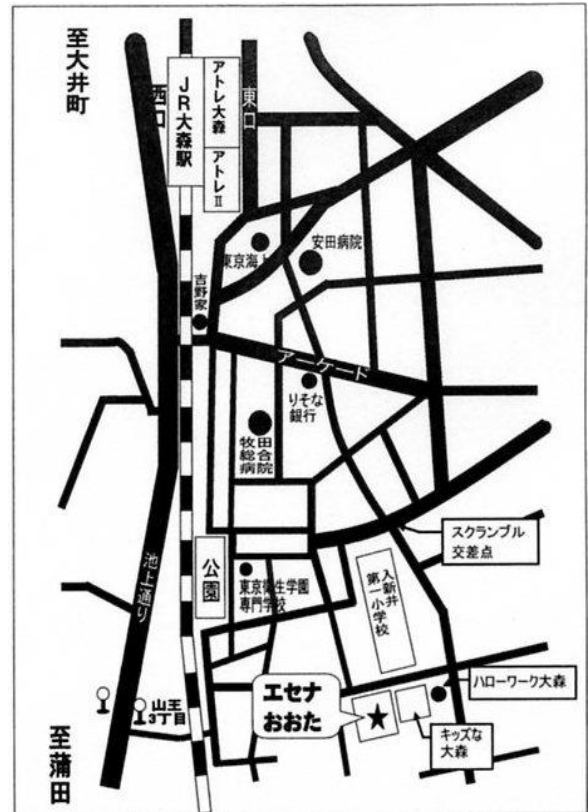 至大井町
西口
JR大森駅
アトレ大森
アトレⅡ
東口
東京海上
安田病院
吉野家
アーケード
りそな
銀行
牧田
総合
病院
スクランブル
交差点
池上通り
公園
東京衛生学園
専門学校
入新井
第一小学校
ハローワーク大森
エセナ
おおた
キッズな
大森
山王
3丁目
至蒲田